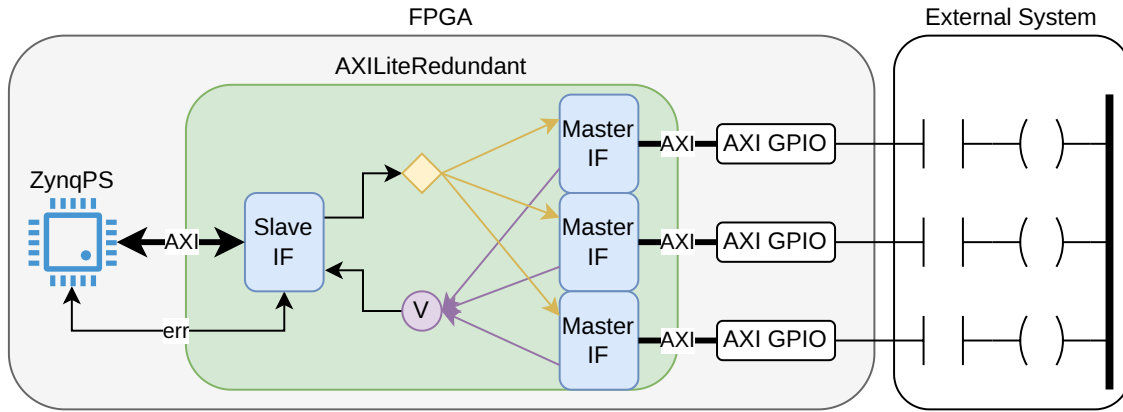 FPGA
External System
AXILiteRedundant
Master
IF
AXI
AXI GPIO
ZynqPS
AXI
Slave
IF
Master
IF
AXI
AXI GPIO
V
err
Master
IF
AXI
AXI GPIO